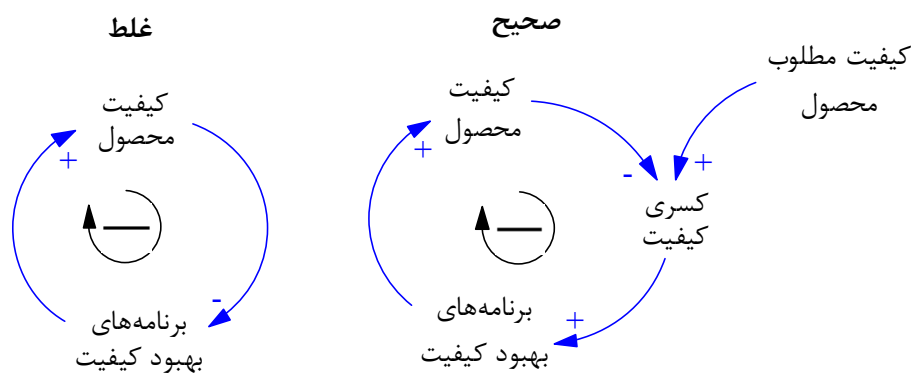 صحیح
غلط
کیفیت مطلوب
محصول
کیفیت
محصول
+
-
+
کسری
کیفیت
+
برنامه‌های
بهبود کیفیت
کیفیت
محصول
+
-
برنامه‌های
بهبود کیفیت